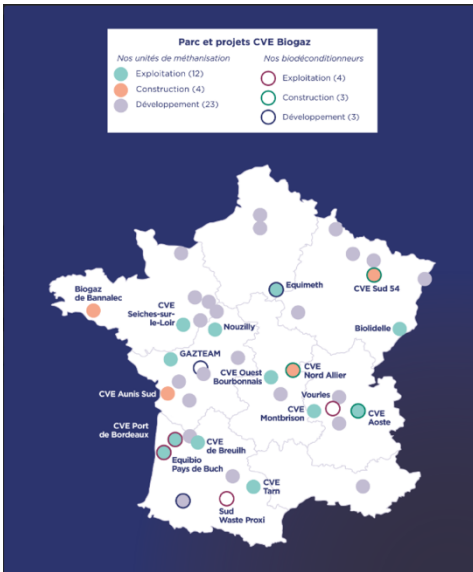 Parc et projets CVE Biogaz
Nos unités de méthanisation
Exploitation (12)
Construction (4)
Développement (23)
Nos biodéconditionneurs
Exploitation (4)
Construction (3)
Développement (3)
Biogaz
de Bannalec
CVE
Seiches-sur-
le-Loir
Nouzilly
Equimeth
CVE Sud 54
Biolidelle
GAZTEAM
CVE Aunis Sud
CVE Ouest
Bourbonnais
CVE
Nord Allier
Vourles
CVE
Montbrison
CVE
Aoste
CVE Port
de Bordeaux
CVE
de Breuilh
Equibio
Pays de Buch
CVE
Tarn
Sud
Waste Proxi